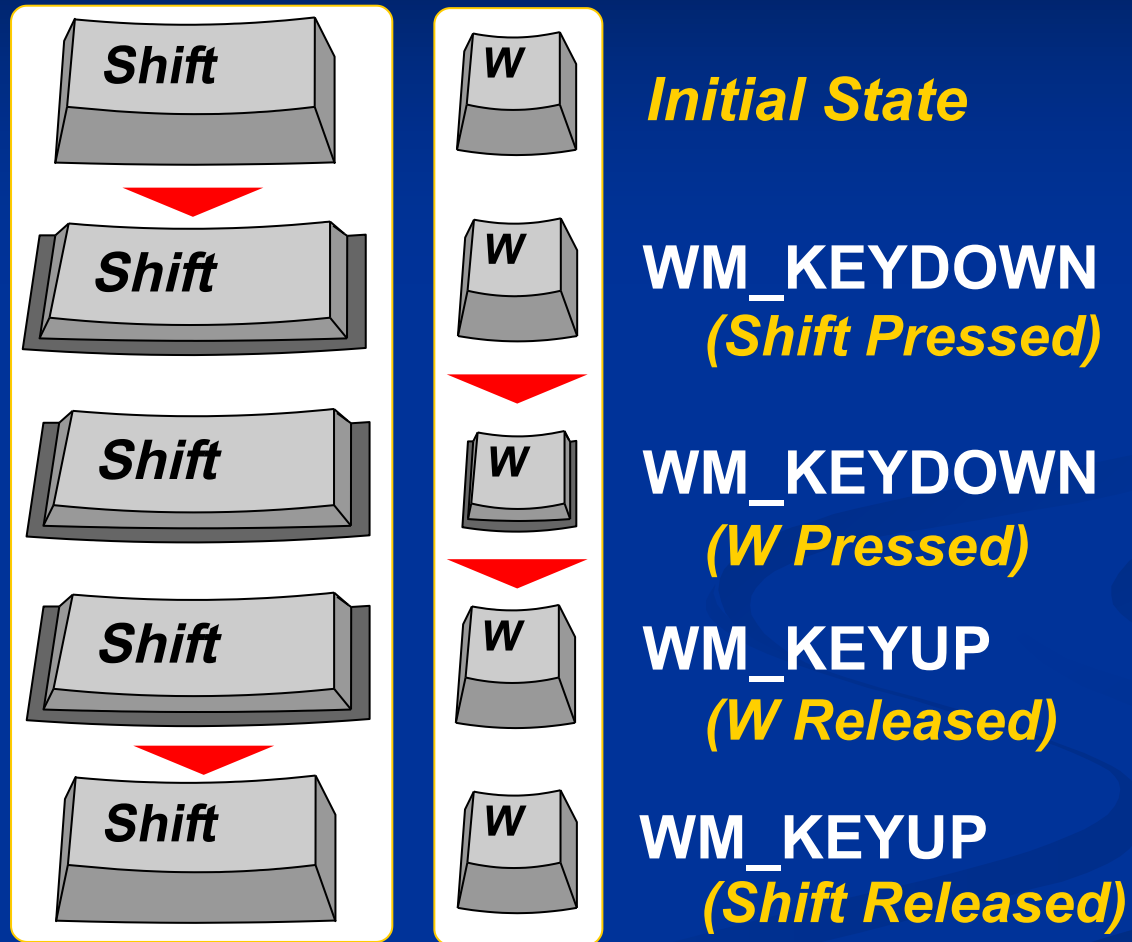 Shift W Initial State
Shift W WM_KEYDOWN
(Shift Pressed)
Shift W WM_KEYDOWN
(W Pressed)
Shift W WM_KEYUP
(W Released)
Shift W WM_KEYUP
(Shift Released)